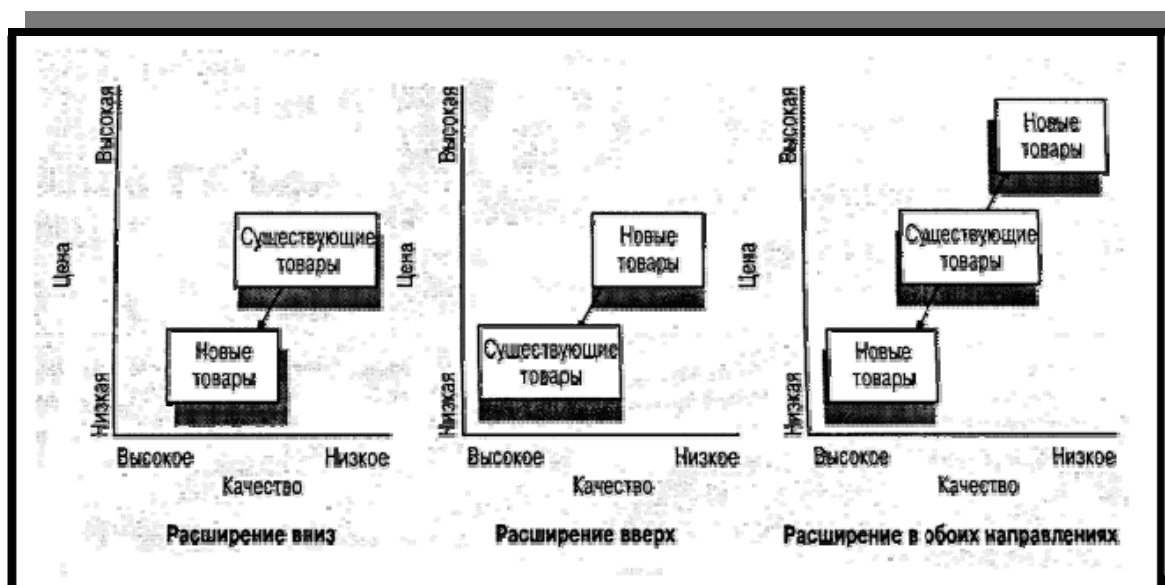 Цена
Высокая
Низкая
Существующие
товары
Новые
товары
Высокое
Низкое
Качество
Расширение вниз
Цена
Высокая
Низкая
Новые
товары
Существующие
товары
Высокое
Низкое
Качество
Расширение вверх
Цена
Высокая
Низкая
Новые
товары
Существующие
товары
Новые
товары
Высокое
Низкое
Качество
Расширение в обоих направлениях